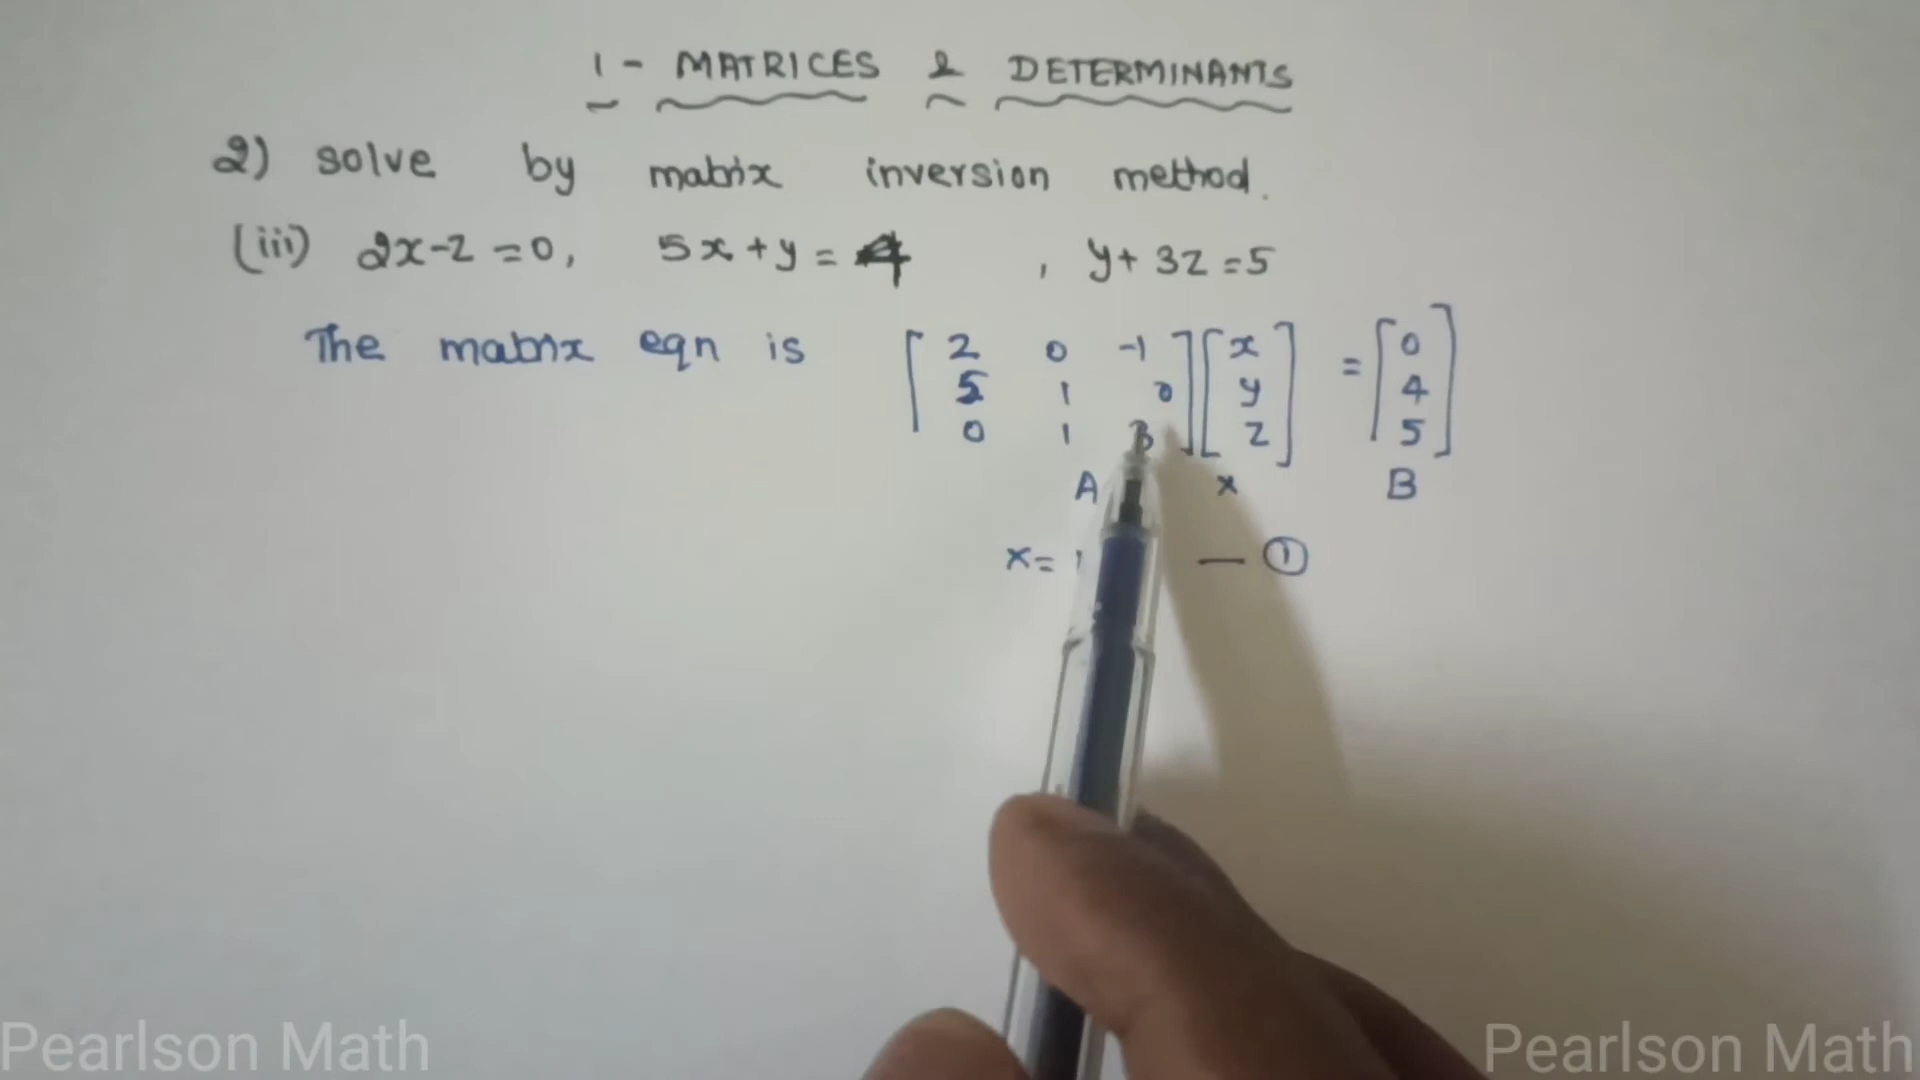 1 - MATRICES & DETERMINANTS
2) solve by matrix inversion method.
(iii) 2x-z=0, 5x+y=4, y+3z=5
The matrix eqn is [2 0 -1] [x] = [0]
[5 1 0] [y] [4]
[0 1 3] [z] [5]
A x B
x= — ①
Pearlson Math Pearlson Math